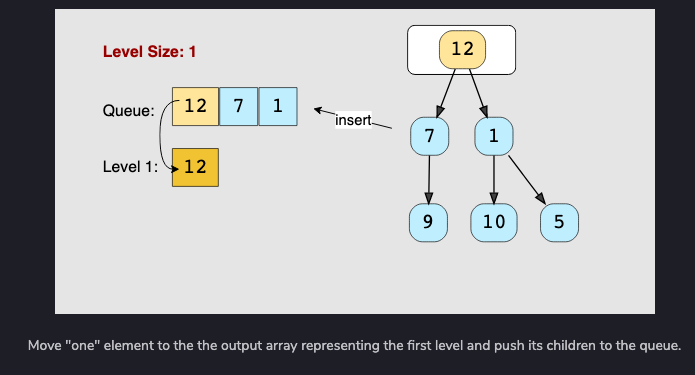 Level Size: 1
12
Queue: 12 7 1
insert
7 1
Level 1: 12
9 10 5
Move "one" element to the the output array representing the first level and push its children to the queue.